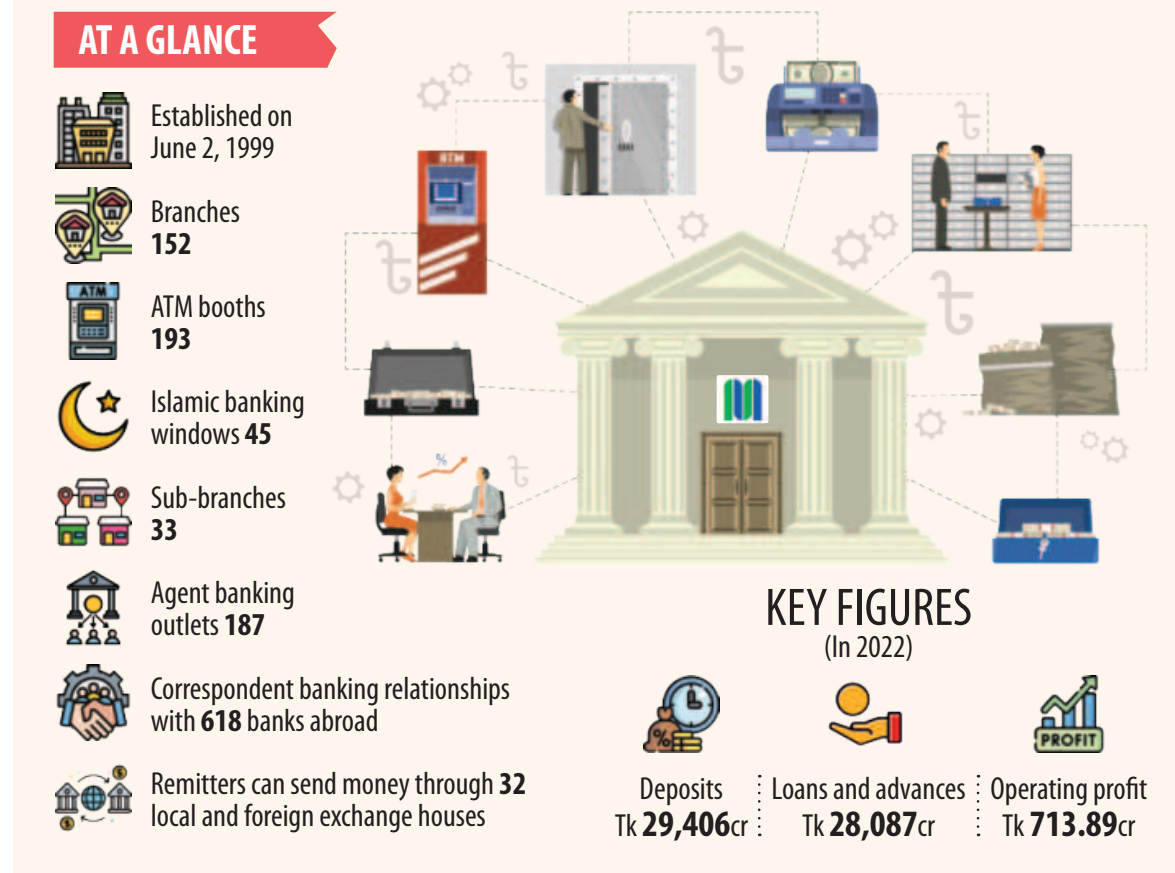 AT A GLANCE
Established on
June 2, 1999
Branches
152
ATM
ATM booths
193
Islamic banking
windows 45
Sub-branches
33
Agent banking
outlets 187
Correspondent banking relationships
with 618 banks abroad
Remitters can send money through 32
local and foreign exchange houses
৳
৳
৳
৳
৳
৳
ATM
%
KEY FIGURES
(In 2022)
%
PROFIT
Deposits
Tk 29,406cr
Loans and advances
Tk 28,087cr
Operating profit
Tk 713.89cr